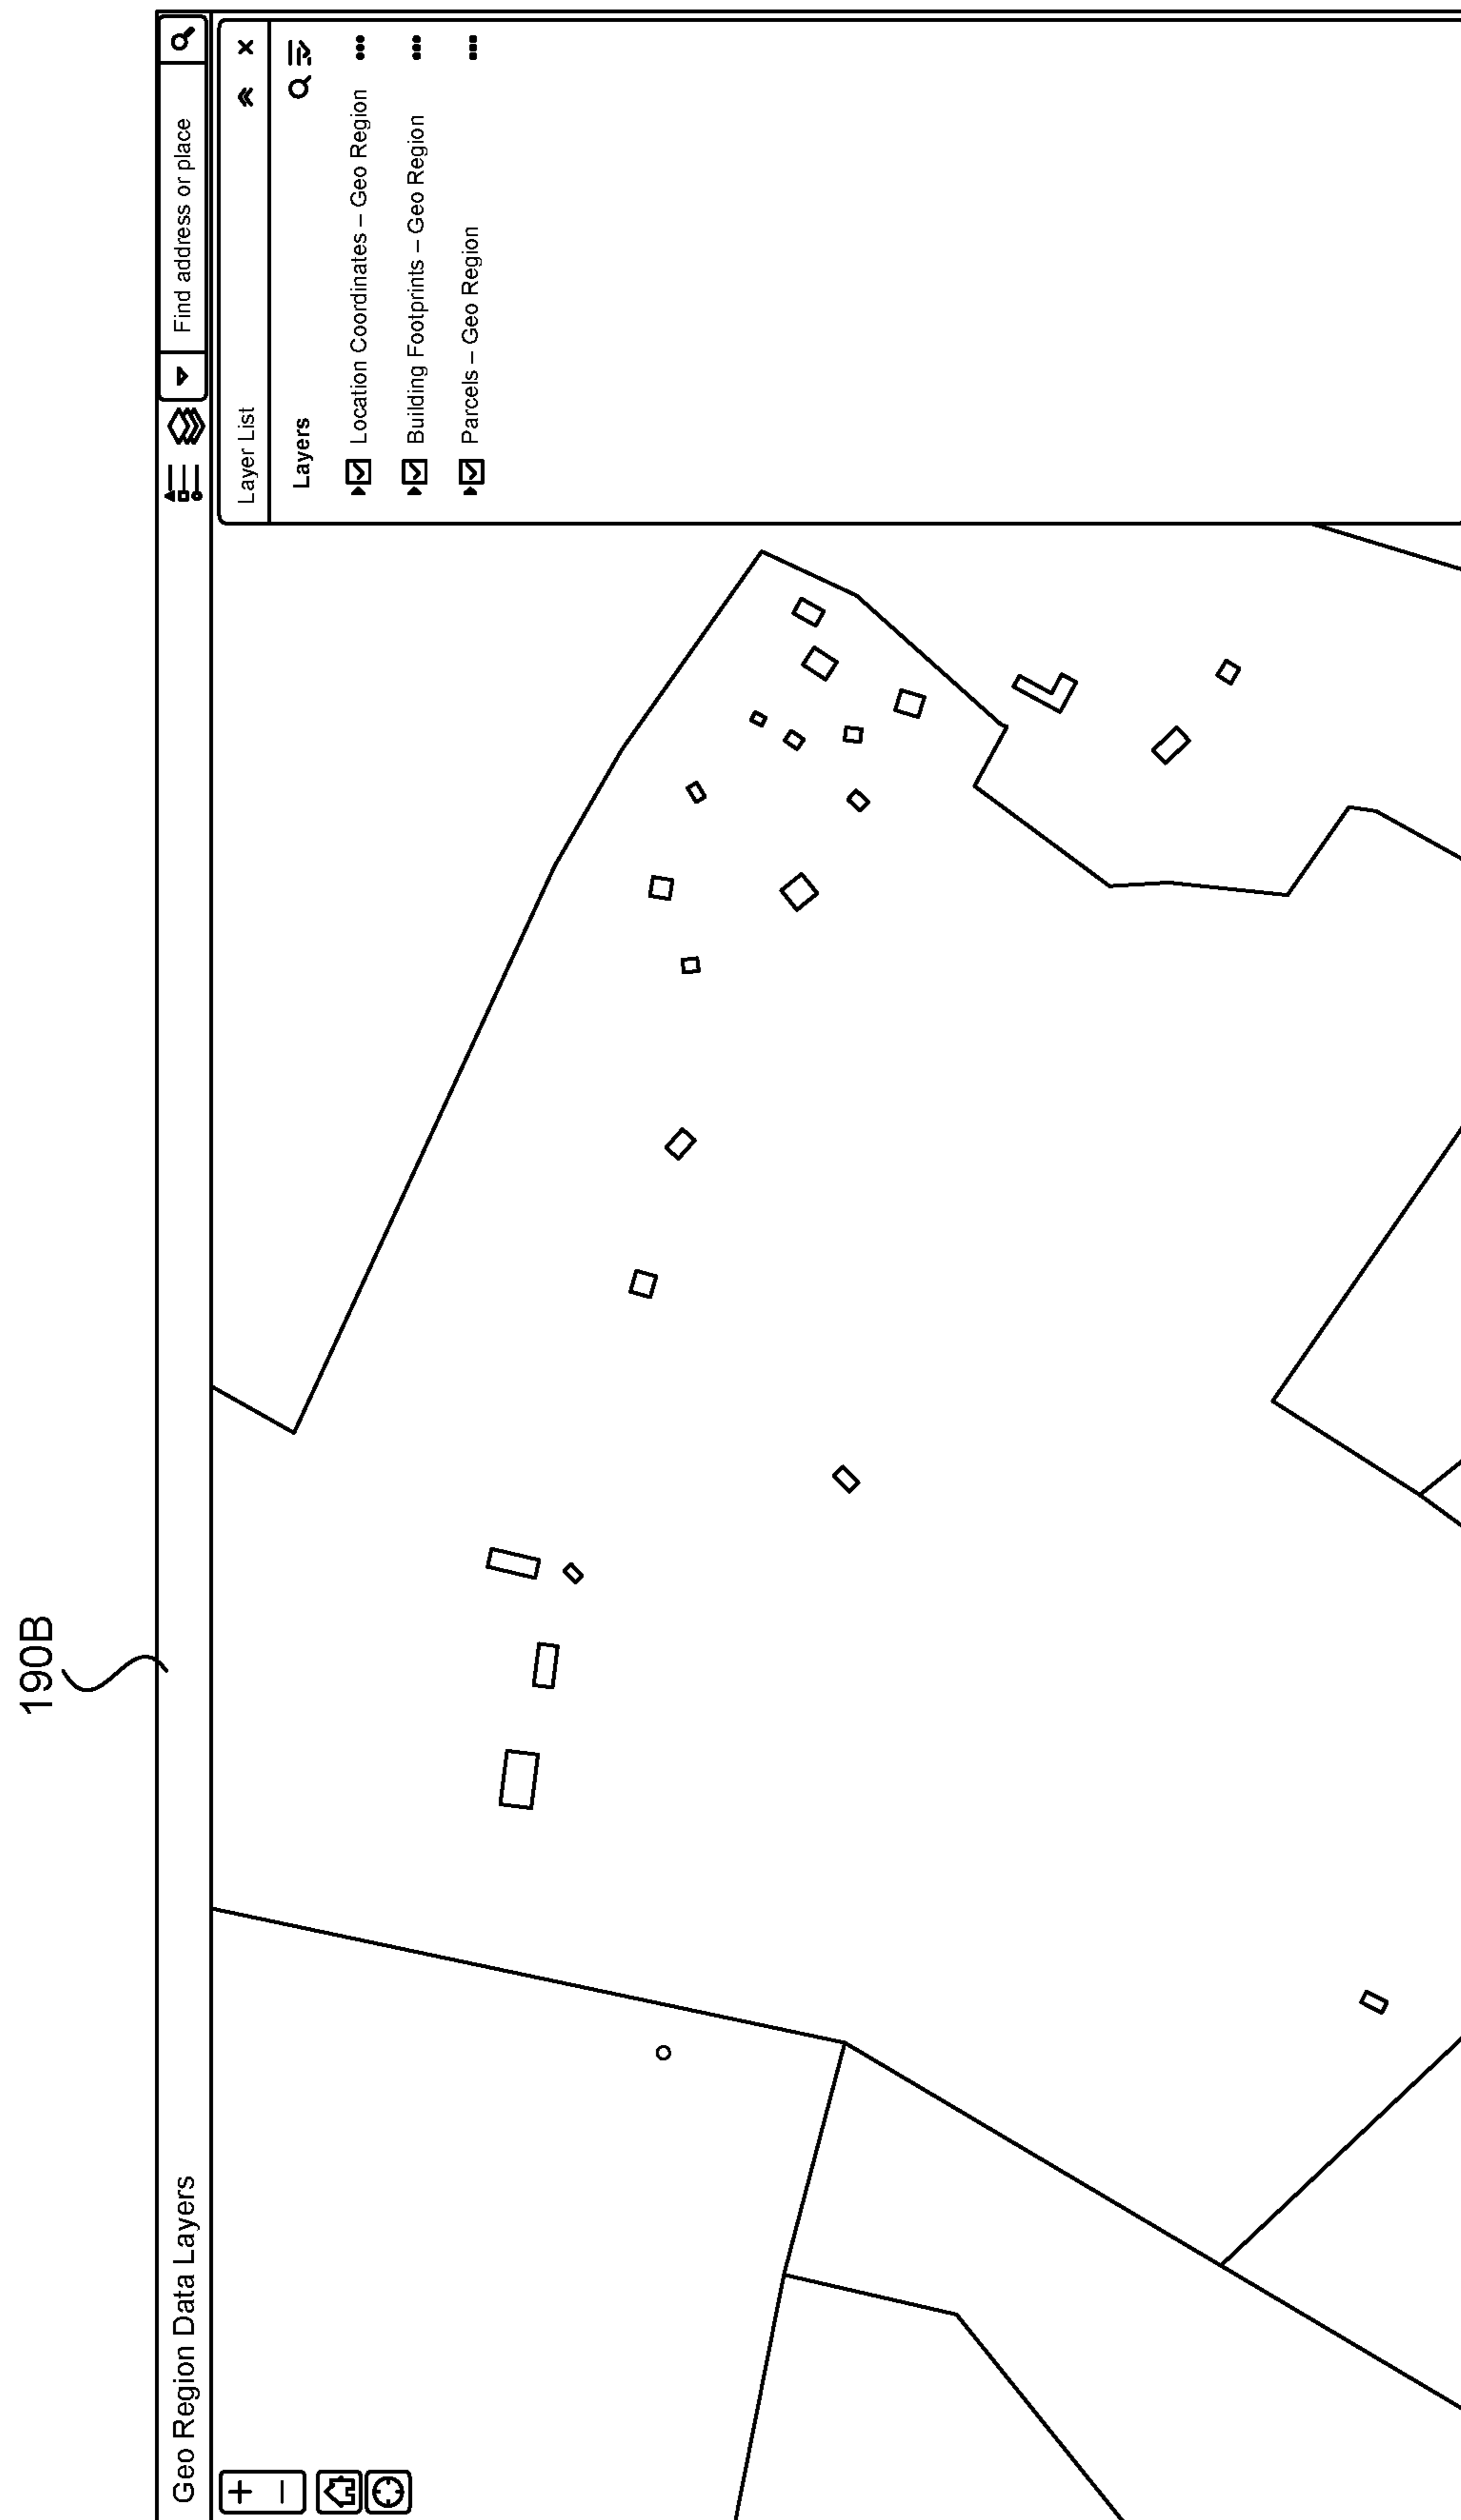 190B
Geo Region Data Layers
Find address or place
Layer List
Layers
Location Coordinates – Geo Region
Building Footprints – Geo Region
Parcels – Geo Region